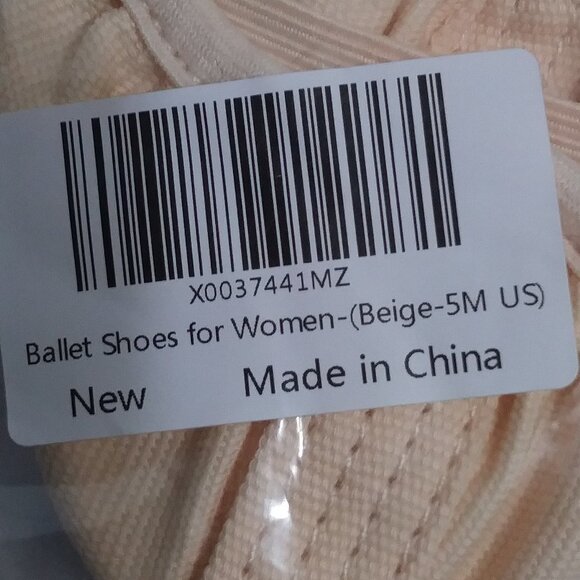 X0037441MZ
Ballet Shoes for Women-(Beige-5M US)
New Made in China